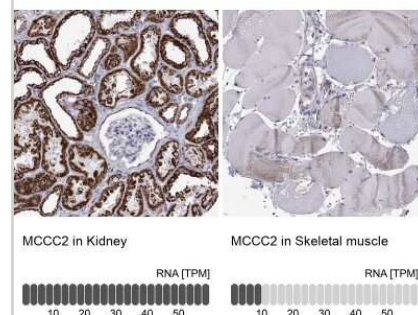 MCCC2 in Kidney
RNA [TPM]
10 20 30 40 50
MCCC2 in Skeletal muscle
RNA [TPM]
10 20 30 40 50